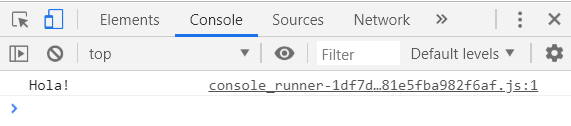 Elements Console Sources Network »
top Filter Default levels
Hola! console_runner-1df7d…81e5fba982f6af.js:1